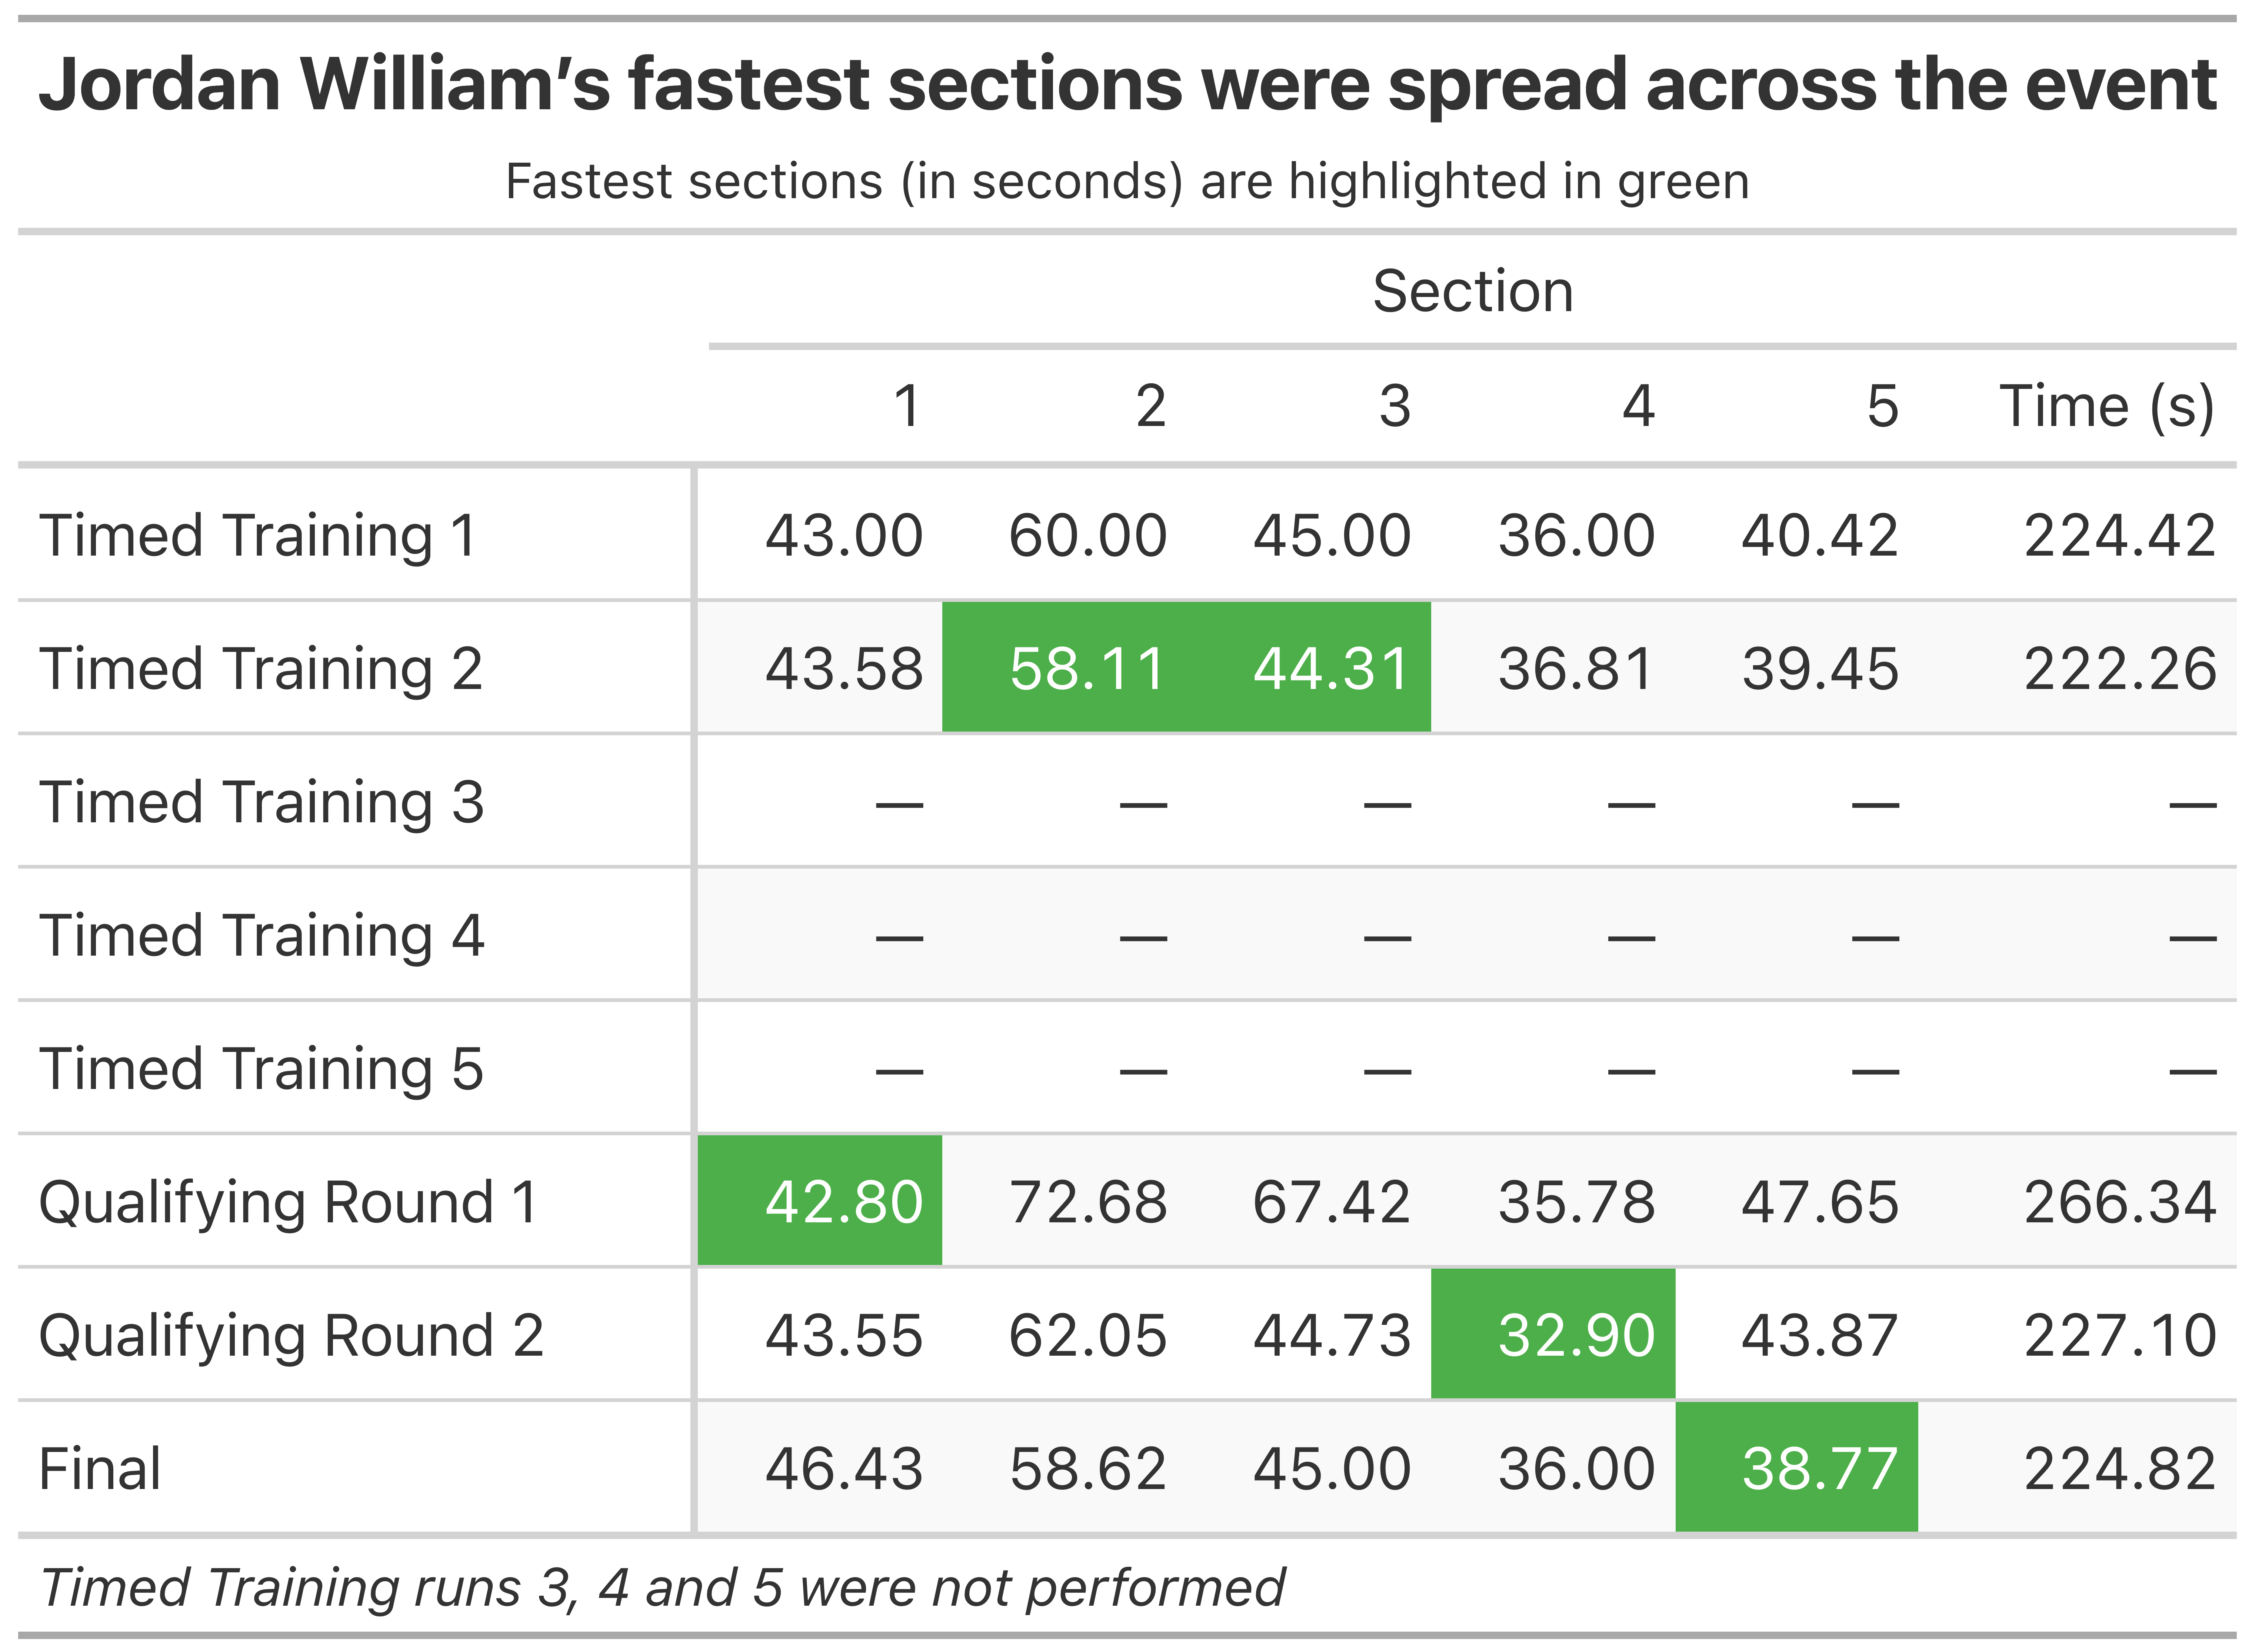 Jordan William's fastest sections were spread across the event
Fastest sections (in seconds) are highlighted in green
Section
1 2 3 4 5 Time (s)
Timed Training 1 43.00 60.00 45.00 36.00 40.42 224.42
Timed Training 2 43.58 58.11 44.31 36.81 39.45 222.26
Timed Training 3 — — — — — —
Timed Training 4 — — — — — —
Timed Training 5 — — — — — —
Qualifying Round 1 42.80 72.68 67.42 35.78 47.65 266.34
Qualifying Round 2 43.55 62.05 44.73 32.90 43.87 227.10
Final 46.43 58.62 45.00 36.00 38.77 224.82
Timed Training runs 3, 4 and 5 were not performed